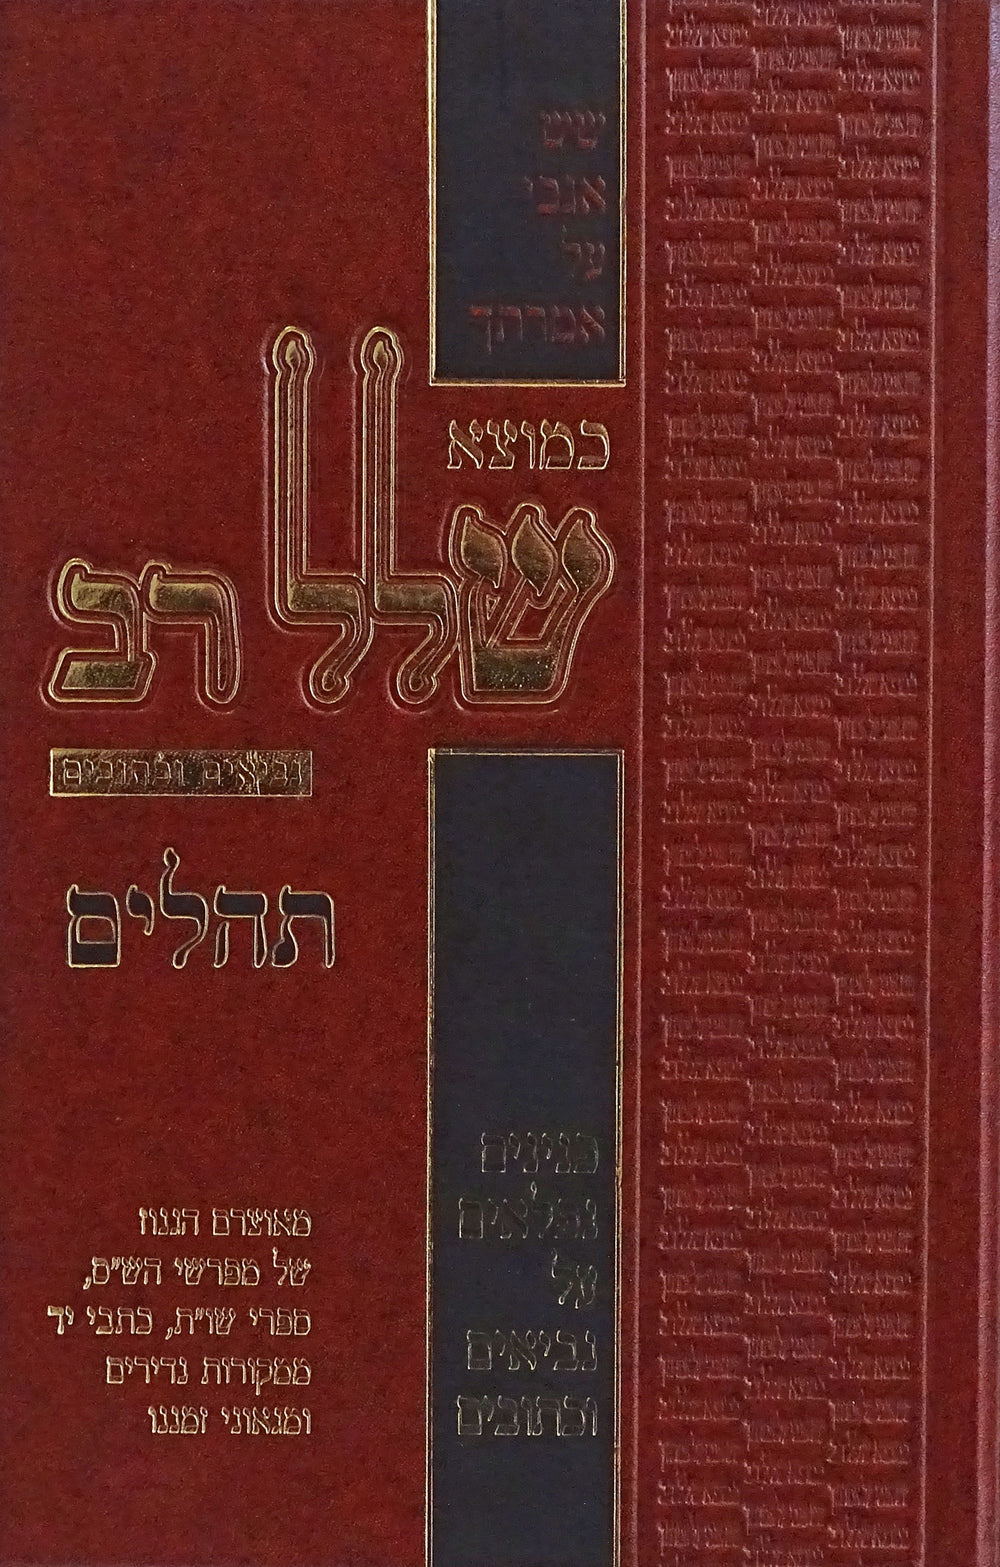 שש
אנכי
על
אמרתך
כמוצא
שלל רב
נביאים וכתובים
תהלים
פנינים
נפלאים
על
נביאים
וכתובים
מאוצרם הגנוז
של מפרשי הש"ס,
ספרי שו"ת, כתבי יד
ממקורות נדירים
ומגאוני זמננו